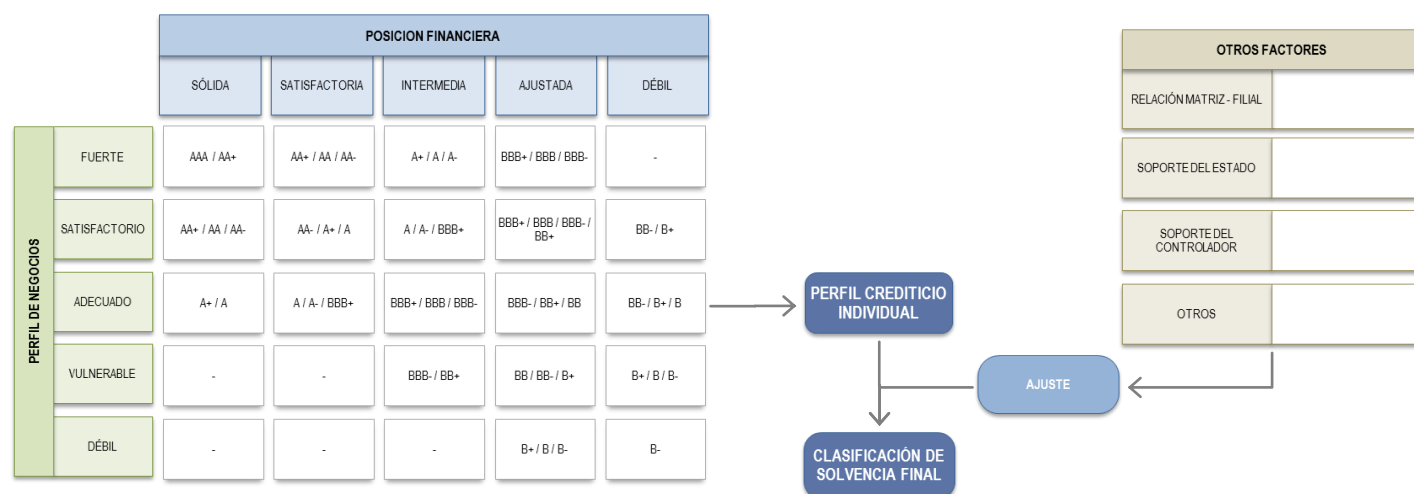 POSICION FINANCIERA
SÓLIDA
SATISFACTORIA
INTERMEDIA
AJUSTADA
DÉBIL
PERFIL DE NEGOCIOS
FUERTE
AAA / AA+
AA+ / AA / AA-
A+ / A / A-
BBB+ / BBB / BBB-
-
SATISFACTORIO
AA+ / AA / AA-
AA- / A+ / A
A / A- / BBB+
BBB+ / BBB / BBB- /
BB+
BB- / B+
ADECUADO
A+ / A
A / A- / BBB+
BBB+ / BBB / BBB-
BBB- / BB+ / BB
BB- / B+ / B
VULNERABLE
-
-
BBB- / BB+
BB / BB- / B+
B+ / B / B-
DÉBIL
-
-
-
B+ / B / B-
B-
PERFIL CREDITICIO
INDIVIDUAL
CLASIFICACIÓN DE
SOLVENCIA FINAL
AJUSTE
OTROS FACTORES
RELACIÓN MATRIZ - FILIAL
SOPORTE DEL ESTADO
SOPORTE DEL
CONTROLADOR
OTROS